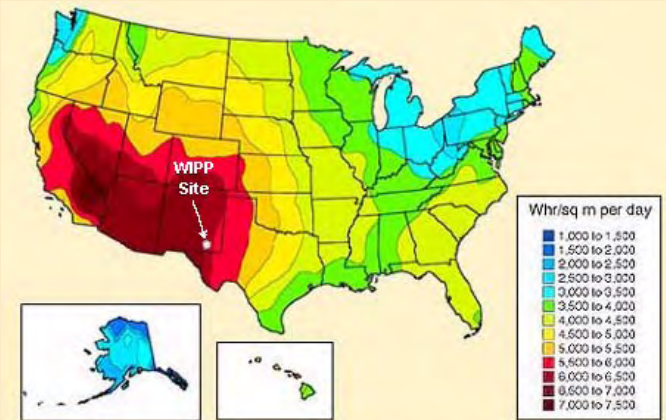 WIPP
Site
Whr/sq m per day
1,000 to 1,500
1,500 to 2,000
2,000 to 2,500
2,500 to 3,000
3,000 to 3,500
3,500 to 4,000
4,000 to 4,500
4,500 to 5,000
5,000 to 5,500
5,500 to 6,000
6,000 to 6,500
6,500 to 7,000
7,000 to 7,500